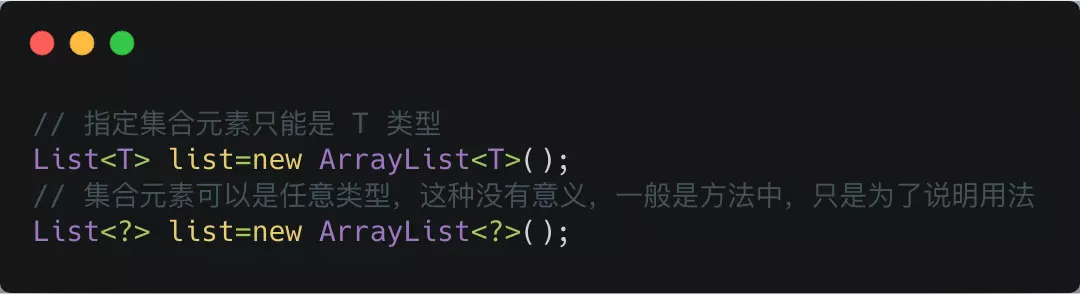 // 指定集合元素只能是 T 类型
List<T> list=new ArrayList<T>();
// 集合元素可以是任意类型，这种没有意义，一般是方法中，只是为了说明用法
List<?> list=new ArrayList<?>();